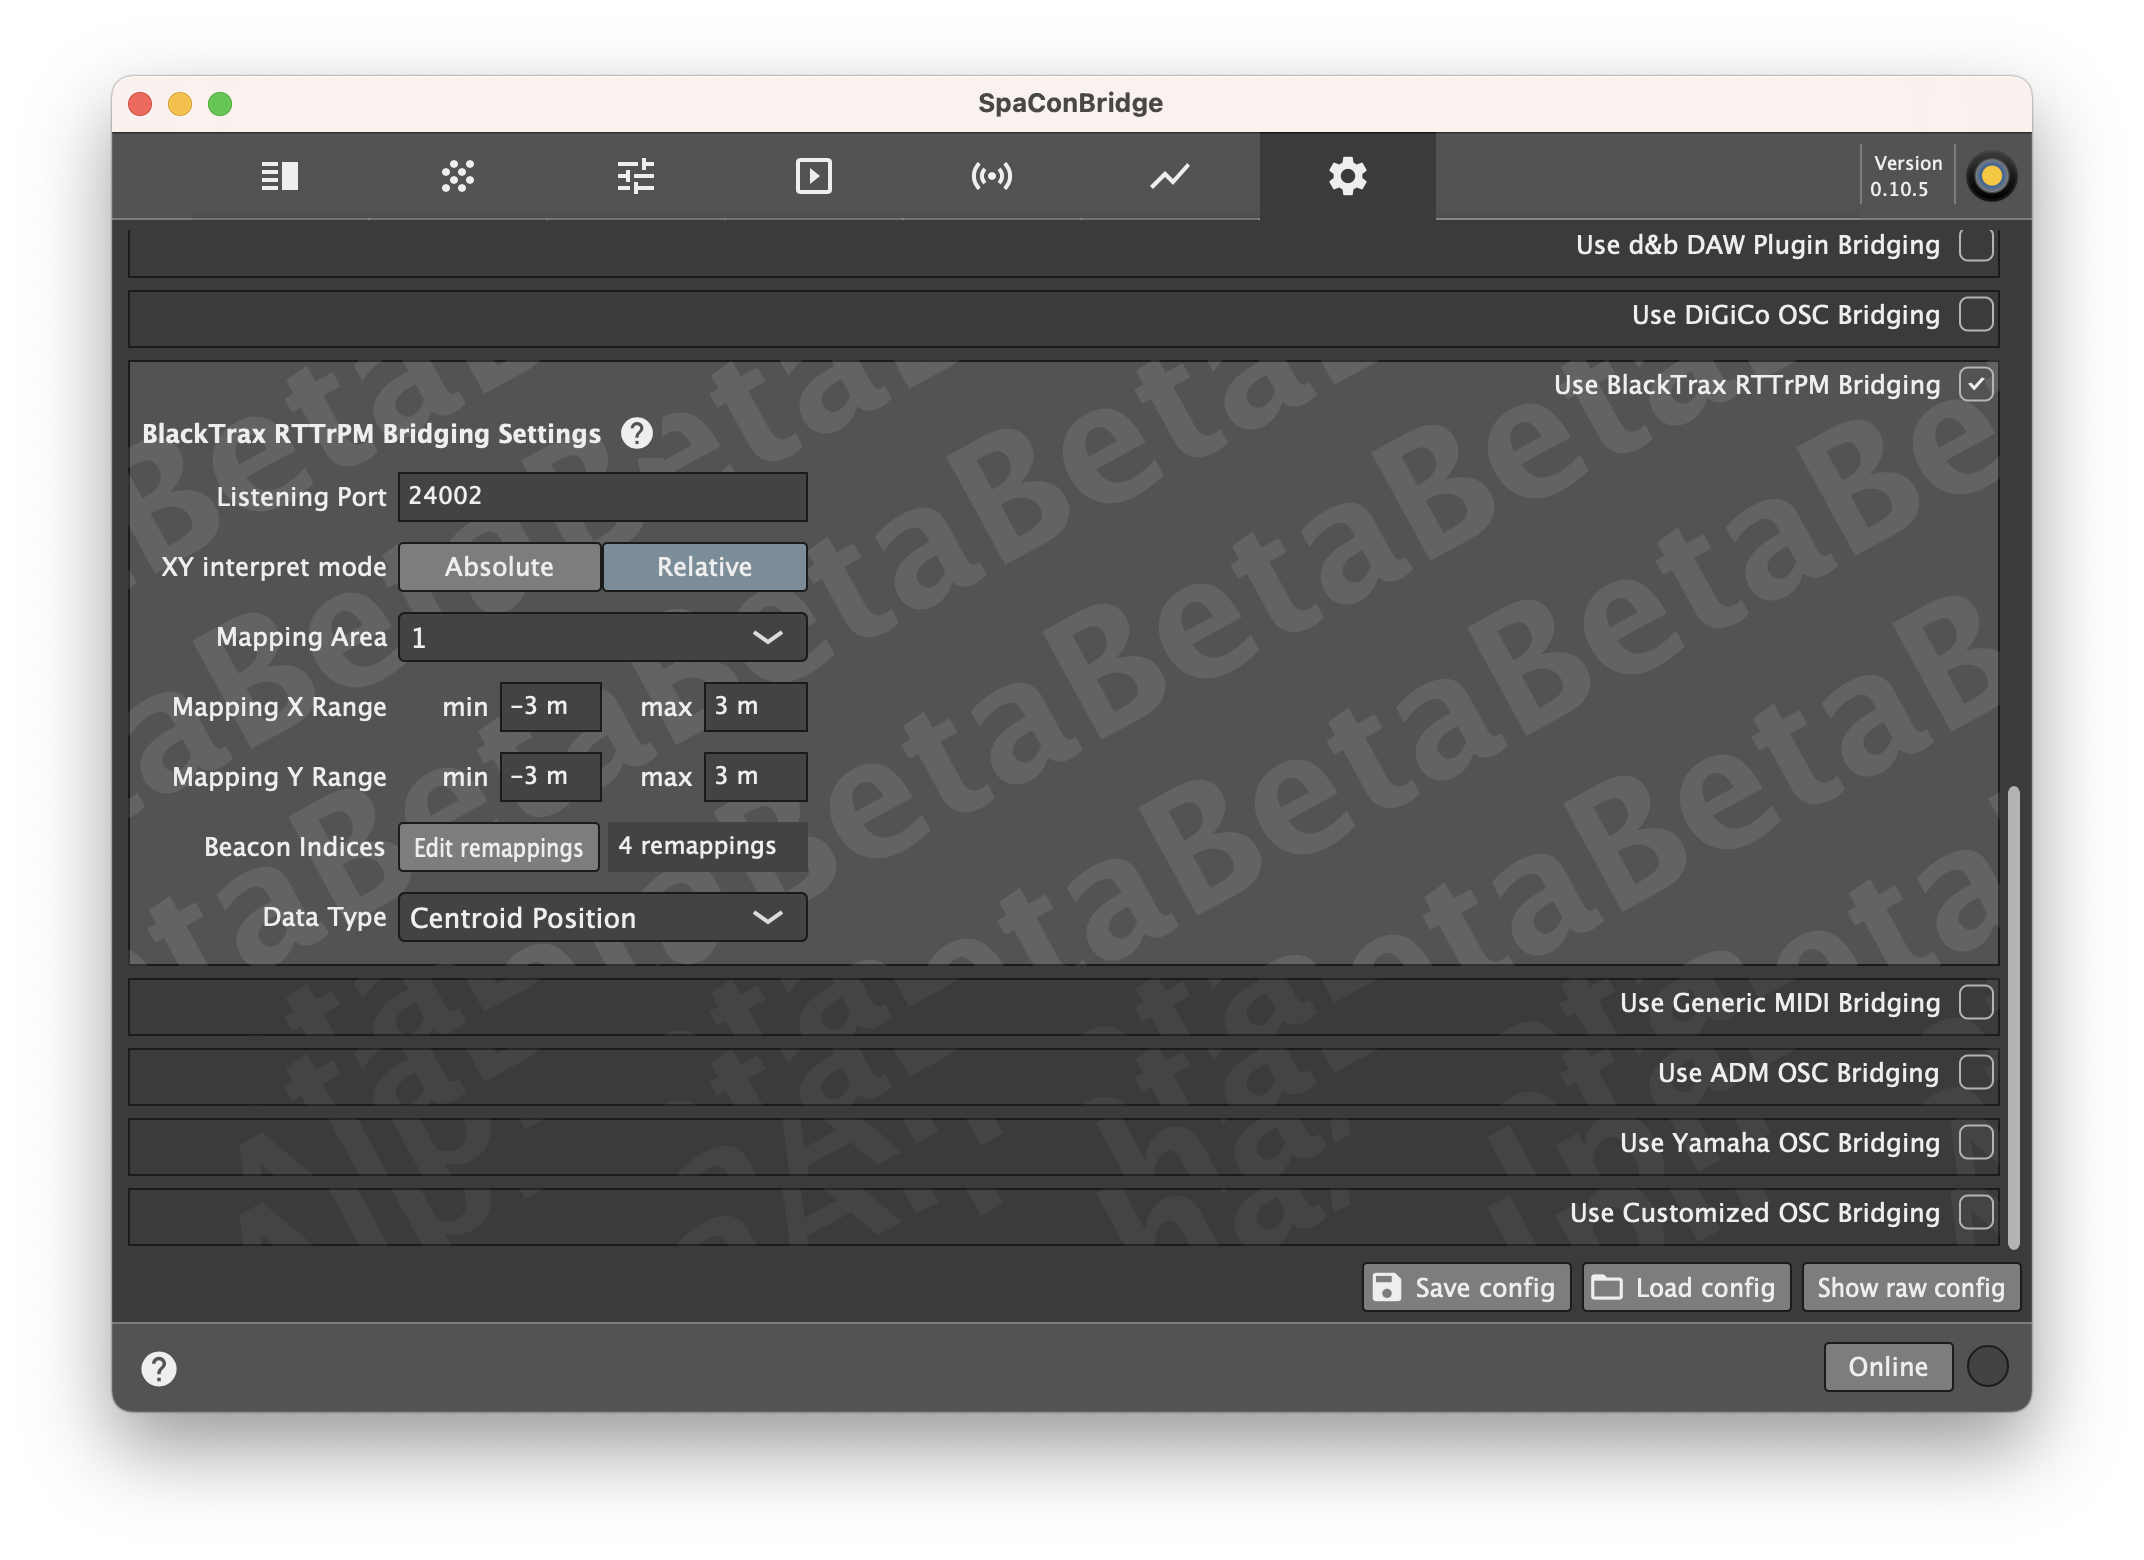 SpaConBridge
Version
0.10.5
Use d&b DAW Plugin Bridging
Use DiGiCo OSC Bridging
Use BlackTrax RTTrPM Bridging
BlackTrax RTTrPM Bridging Settings ?
Listening Port 24002
XY interpret mode Absolute Relative
Mapping Area 1
Mapping X Range min -3 m max 3 m
Mapping Y Range min -3 m max 3 m
Beacon Indices Edit remappings 4 remappings
Data Type Centroid Position
BetaBetaBetaBeta
Use Generic MIDI Bridging
Use ADM OSC Bridging
Use Yamaha OSC Bridging
Use Customized OSC Bridging
Save config Load config Show raw config
? Online